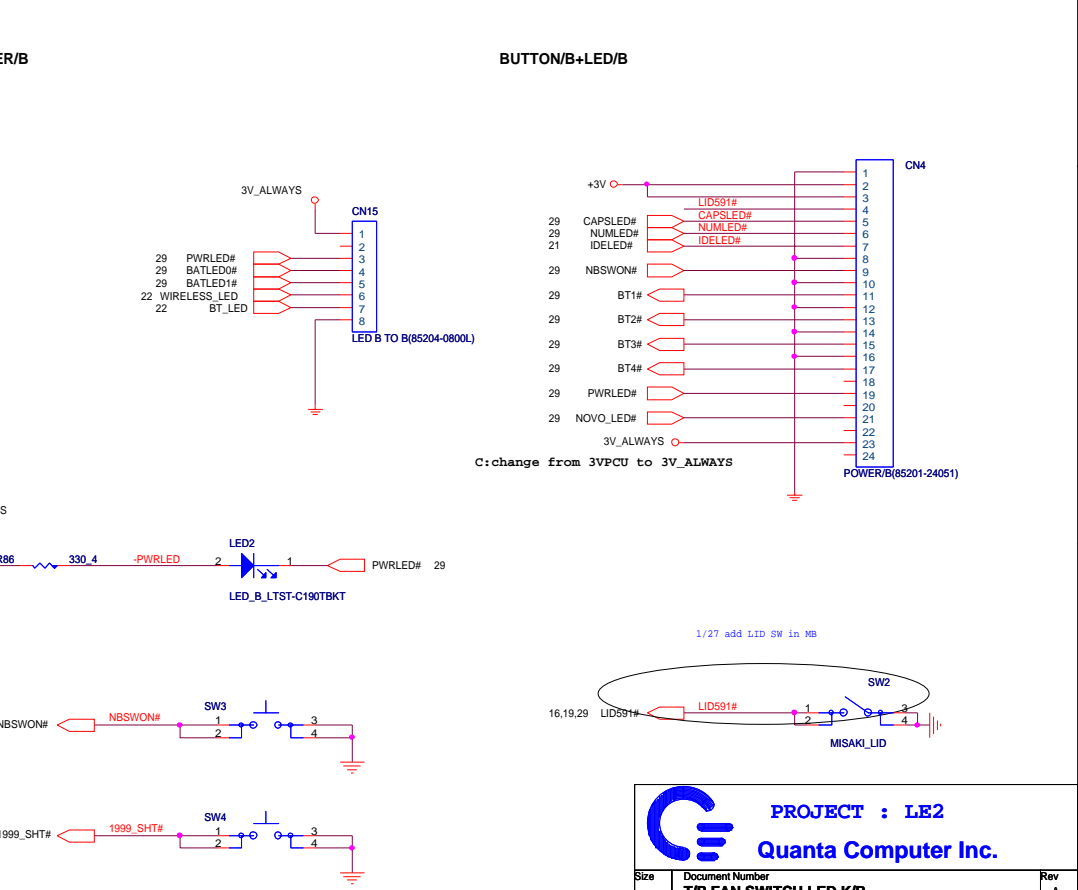 ER/B
BUTTON/B+LED/B
3V_ALWAYS
CN15
1
2
29 PWRLED# 3
29 BATLED0# 4
29 BATLED1# 5
22 WIRELESS_LED 6
22 BT_LED 7
8
LED B TO B(85204-0800L)
CN4
1
+3V 2
3
LID591# 4
29 CAPSLED# CAPSLED# 5
29 NUMLED# NUMLED# 6
21 IDELED# IDELED# 7
8
29 NBSWON# 9
10
29 BT1# 11
12
29 BT2# 13
14
29 BT3# 15
16
29 BT4# 17
18
29 PWRLED# 19
20
29 NOVO_LED# 21
22
3V_ALWAYS 23
24
C:change from 3VPCU to 3V_ALWAYS
POWER/B(85201-24051)
S
R86 330_4 -PWRLED 2 LED2 1 PWRLED# 29
LED_B_LTST-C190TBKT
1/27 add LID SW in MB
SW2
16,19,29 LID591# LID591# 1 3
2 4
MISAKI_LID
SW3
NBSWON# NBSWON# 1 3
2 4
SW4
1999_SHT# 1999_SHT# 1 3
2 4
PROJECT : LE2
Quanta Computer Inc.
Size Document Number Rev
T/P,FAN,SWITCH,LED,K/B
A